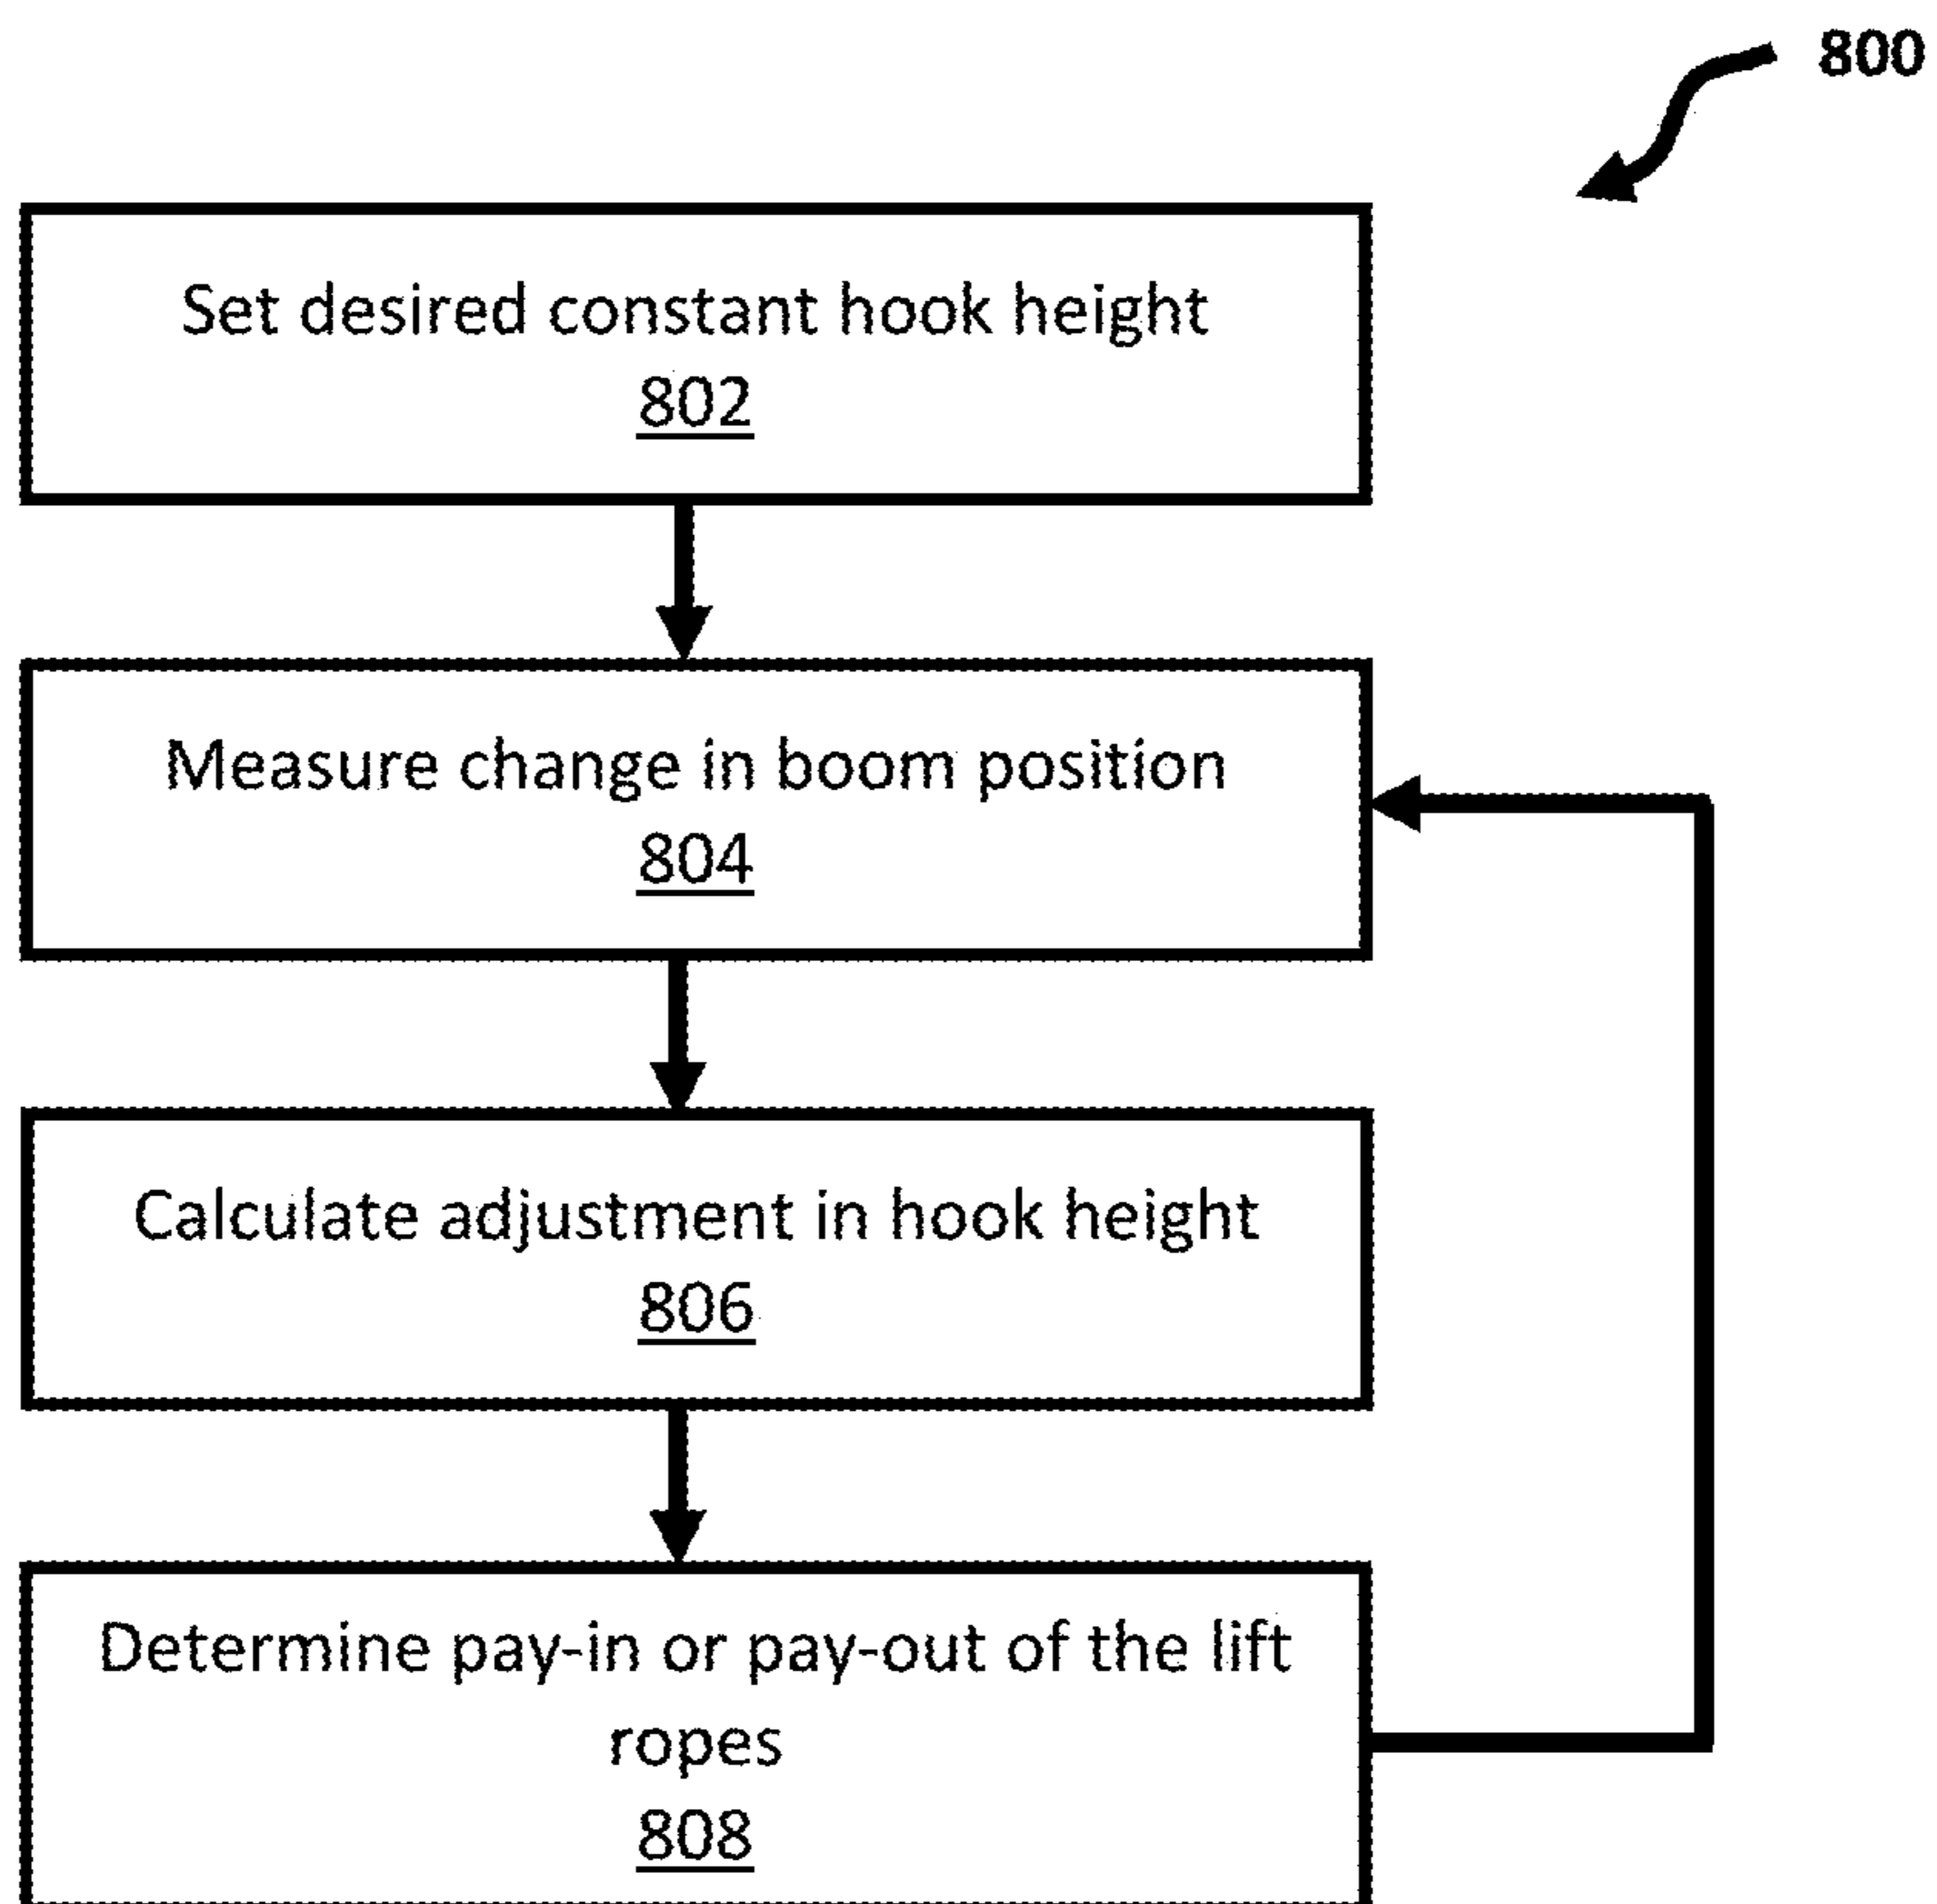 800
Set desired constant hook height
802
Measure change in boom position
804
Calculate adjustment in hook height
806
Determine pay-in or pay-out of the lift
ropes
808